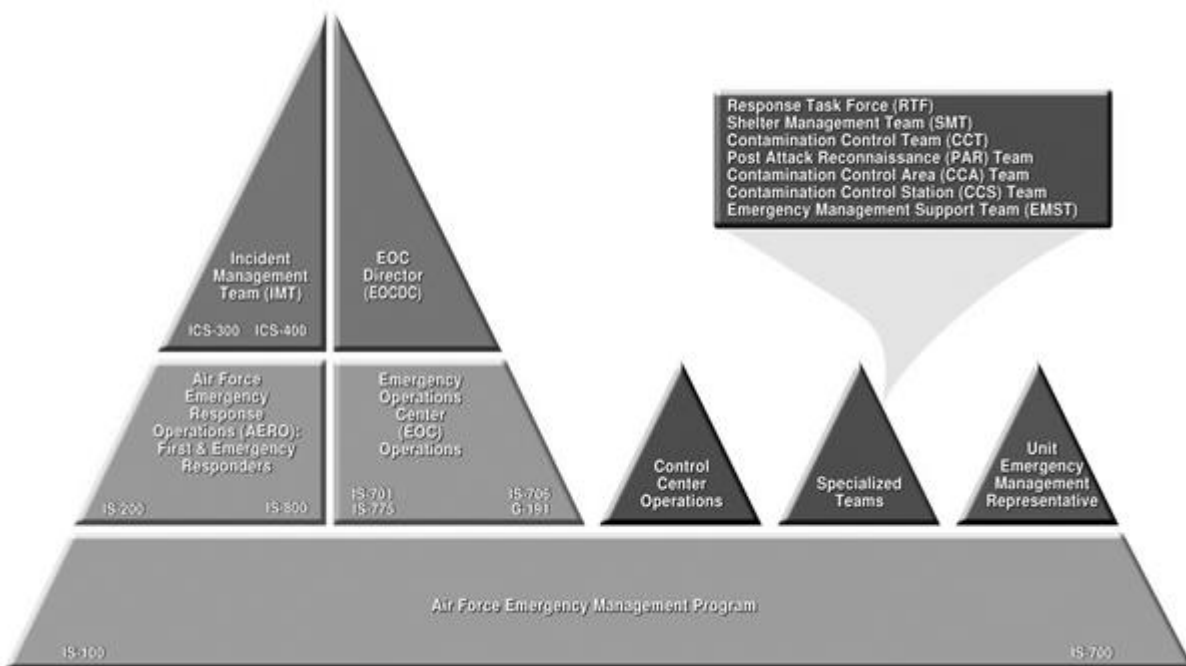 Response Task Force (RTF)
Shelter Management Team (SMT)
Contamination Control Team (CCT)
Post Attack Reconnaissance (PAR) Team
Contamination Control Area (CCA) Team
Contamination Control Station (CCS) Team
Emergency Management Support Team (EMST)
Incident
Management
Team (IMT)
ICS-300 ICS-400
EOC
Director
(EOCDC)
Air Force
Emergency
Response
Operations (AERO):
First & Emergency
Responders
IS-200 IS-800
Emergency
Operations
Center
(EOC)
Operations
IS-701 IS-706
IS-775 G-191
Control
Center
Operations
Specialized
Teams
Unit
Emergency
Management
Representative
Air Force Emergency Management Program
IS-100 IS-700